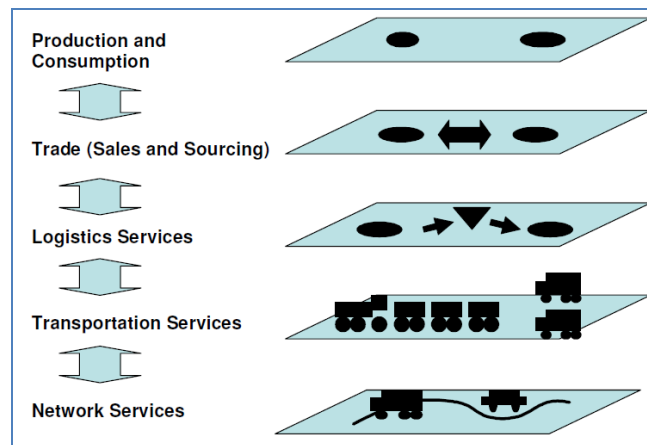 Production and
Consumption
Trade (Sales and Sourcing)
Logistics Services
Transportation Services
Network Services